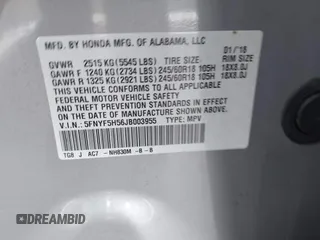 MFD. BY HONDA MFG. OF ALABAMA, LLC
01/'18
GVWR 2515 KG(5545 LBS) TIRE SIZE: RIM SIZE
GAWR F 1240 KG(2734 LBS) 245/60R18 105H 18X8.0J
GAWR R 1325 KG(2921 LBS) 245/60R18 105H 18X8.0J
THIS VEHICLE CONFORMS TO ALL APPLICABLE
FEDERAL MOTOR VEHICLE SAFETY AND THEFT
PREVENTION STANDARDS IN EFFECT ON THE
DATE OF MANUFACTURE SHOWN ABOVE.
V.I.N.: 5FNYF5H56JB003955 TYPE: MPV
TG8 J AC7 -NH830M -B -B
AUTOBIDMASTER